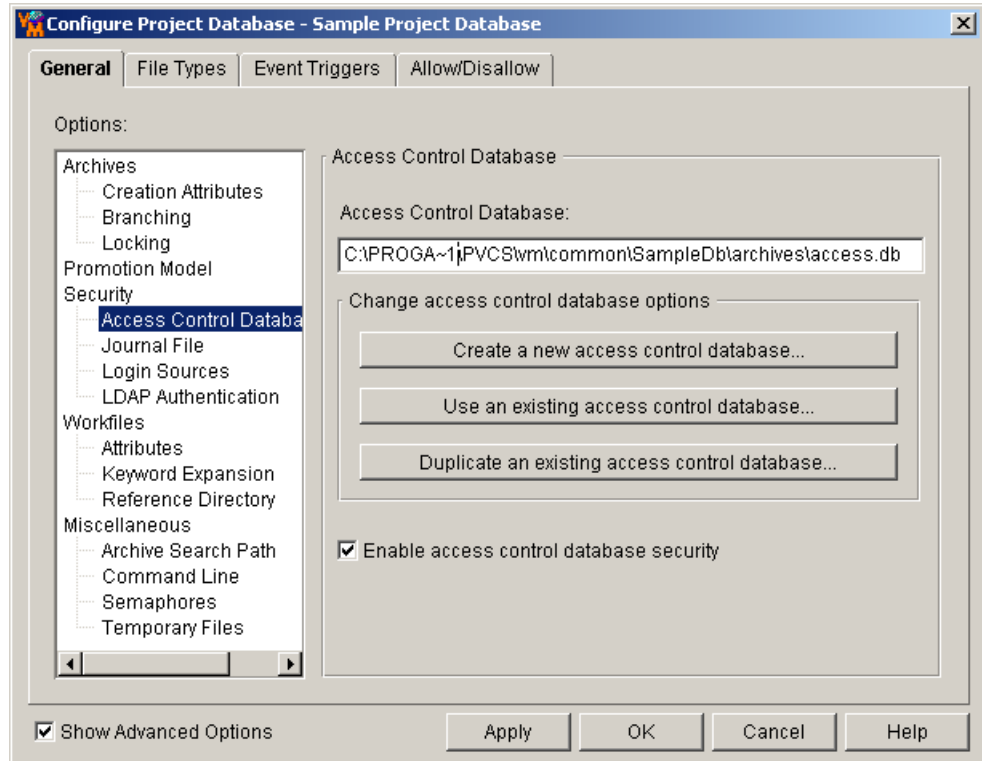 Configure Project Database - Sample Project Database
General File Types Event Triggers Allow/Disallow
Options:
Archives
Creation Attributes
Branching
Locking
Promotion Model
Security
Access Control Databa
Journal File
Login Sources
LDAP Authentication
Workfiles
Attributes
Keyword Expansion
Reference Directory
Miscellaneous
Archive Search Path
Command Line
Semaphores
Temporary Files
Access Control Database
Access Control Database:
C:\PROGA~1\PVCS\vm\common\SampleDb\archives\access.db
Change access control database options
Create a new access control database...
Use an existing access control database...
Duplicate an existing access control database...
Enable access control database security
Show Advanced Options
Apply OK Cancel Help